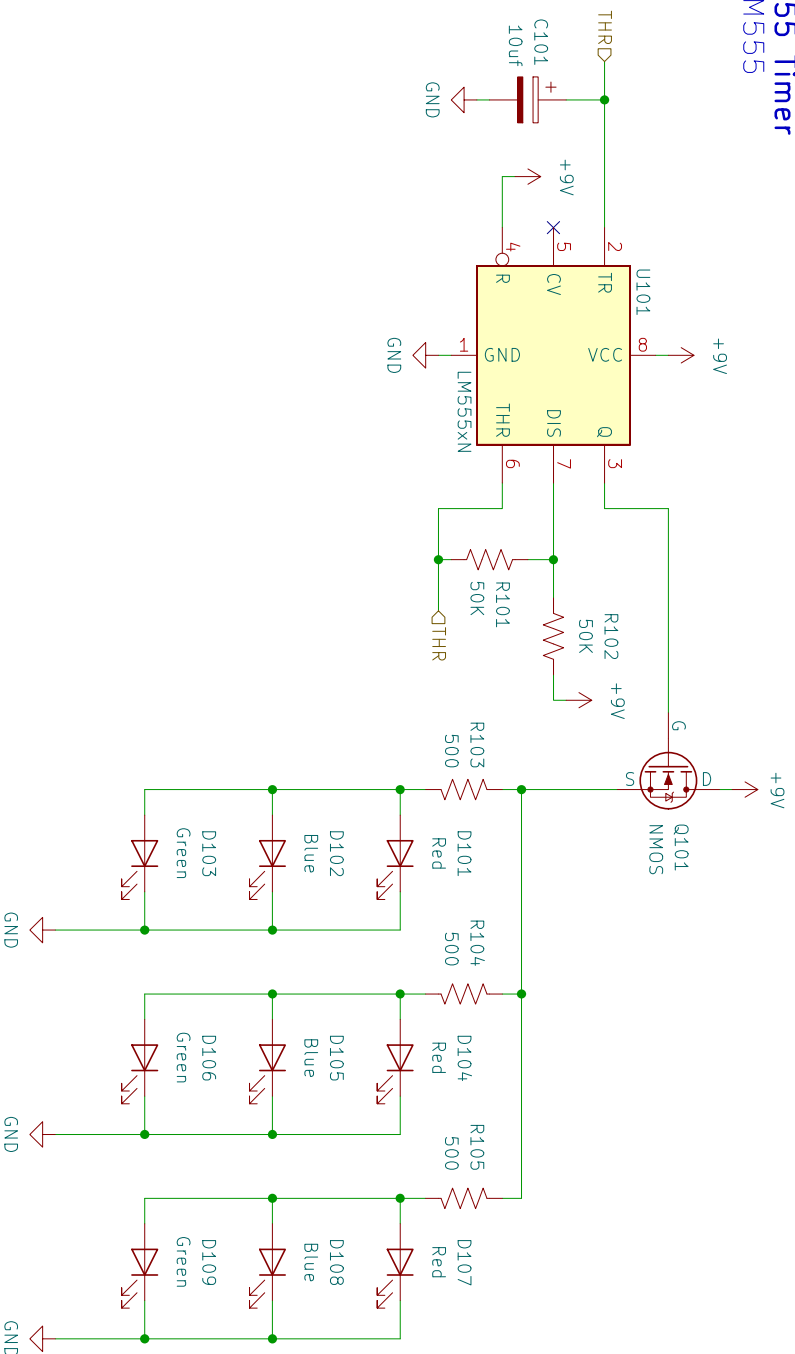 55 Timer
M555
THR
C101
10uf
+
GND
+9V
+9V
U101
2
TR
5
CV
4
R
8
VCC
1
GND
GND
LM555xN
Q
3
DIS
7
THR
6
R101
50K
THR
R102
50K
+9V
+9V
G
S
D
Q101
NMOS
R103
500
D101
Red
D102
Blue
D103
Green
GND
R104
500
D104
Red
D105
Blue
D106
Green
GND
R105
500
D107
Red
D108
Blue
D109
Green
GND